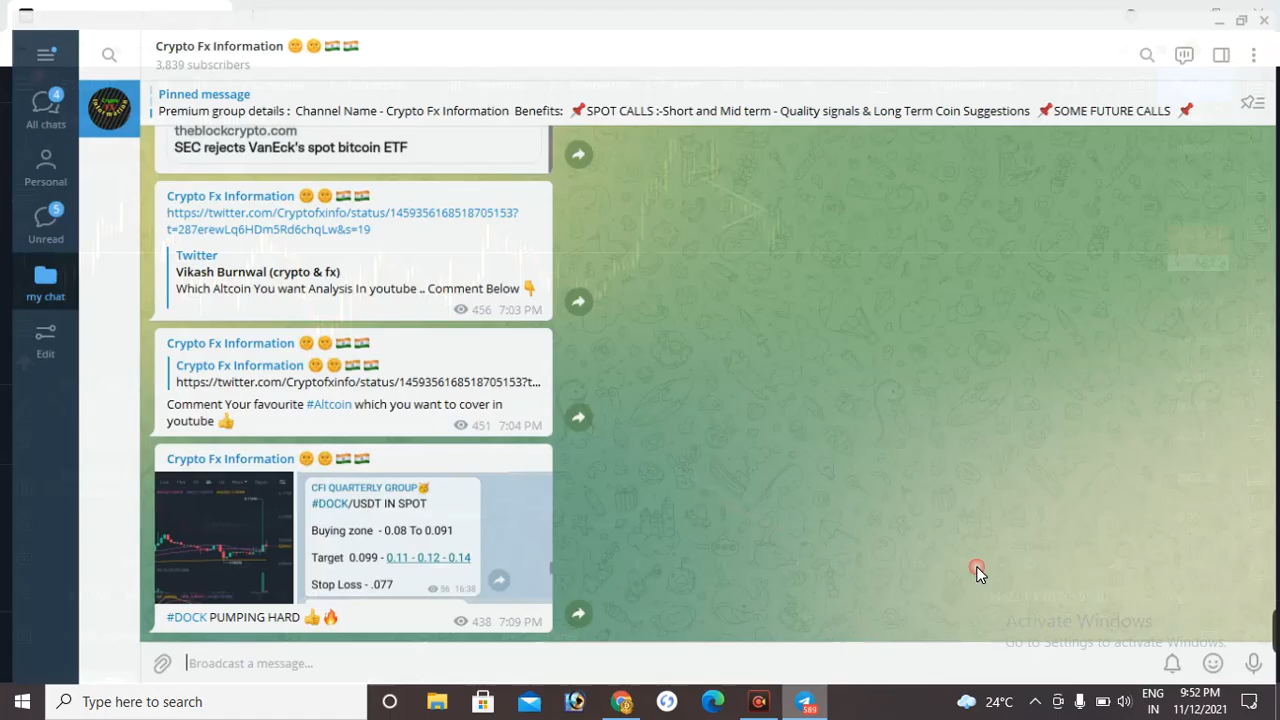 Crypto Fx Information 🌞 🌞 🇮🇳 🇮🇳
3,839 subscribers
4
All chats
Personal
5
Unread
my chat
Edit
Pinned message
Premium group details : Channel Name - Crypto Fx Information Benefits: 📌SPOT CALLS :-Short and Mid term - Quality signals & Long Term Coin Suggestions 📌SOME FUTURE CALLS 📌
theblockcrypto.com
SEC rejects VanEck's spot bitcoin ETF
Crypto Fx Information 🌞 🌞 🇮🇳 🇮🇳
https://twitter.com/Cryptofxinfo/status/1459356168518705153?
t=287erewLq6HDm5Rd6chqLw&s=19
Twitter
Vikash Burnwal (crypto & fx)
Which Altcoin You want Analysis In youtube .. Comment Below 👇
456 7:03 PM
Crypto Fx Information 🌞 🌞 🇮🇳 🇮🇳
Crypto Fx Information 🌞 🌞 🇮🇳 🇮🇳
https://twitter.com/Cryptofxinfo/status/1459356168518705153?t...
Comment Your favourite #Altcoin which you want to cover in
youtube 👍
451 7:04 PM
Crypto Fx Information 🌞 🌞 🇮🇳 🇮🇳
CFI QUARTERLY GROUP🥳
#DOCK/USDT IN SPOT
Buying zone - 0.08 To 0.091
Target 0.099 - 0.11 - 0.12 - 0.14
Stop Loss - .077
56 16:38
#DOCK PUMPING HARD 👍🔥
438 7:09 PM
Activate Windows
Go to Settings to activate Windows.
Broadcast a message...
Type here to search
589
24°C
ENG
IN
9:52 PM
11/12/2021